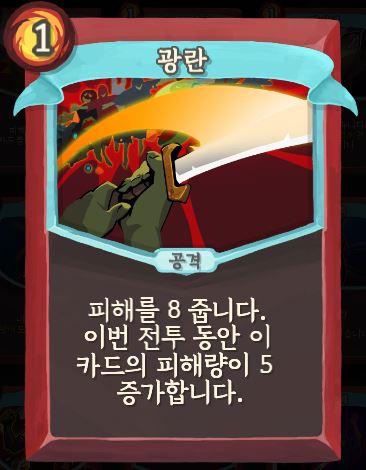 1
광란
공격
피해를 8 줍니다.
이번 전투 동안 이
카드의 피해량이 5
증가합니다.